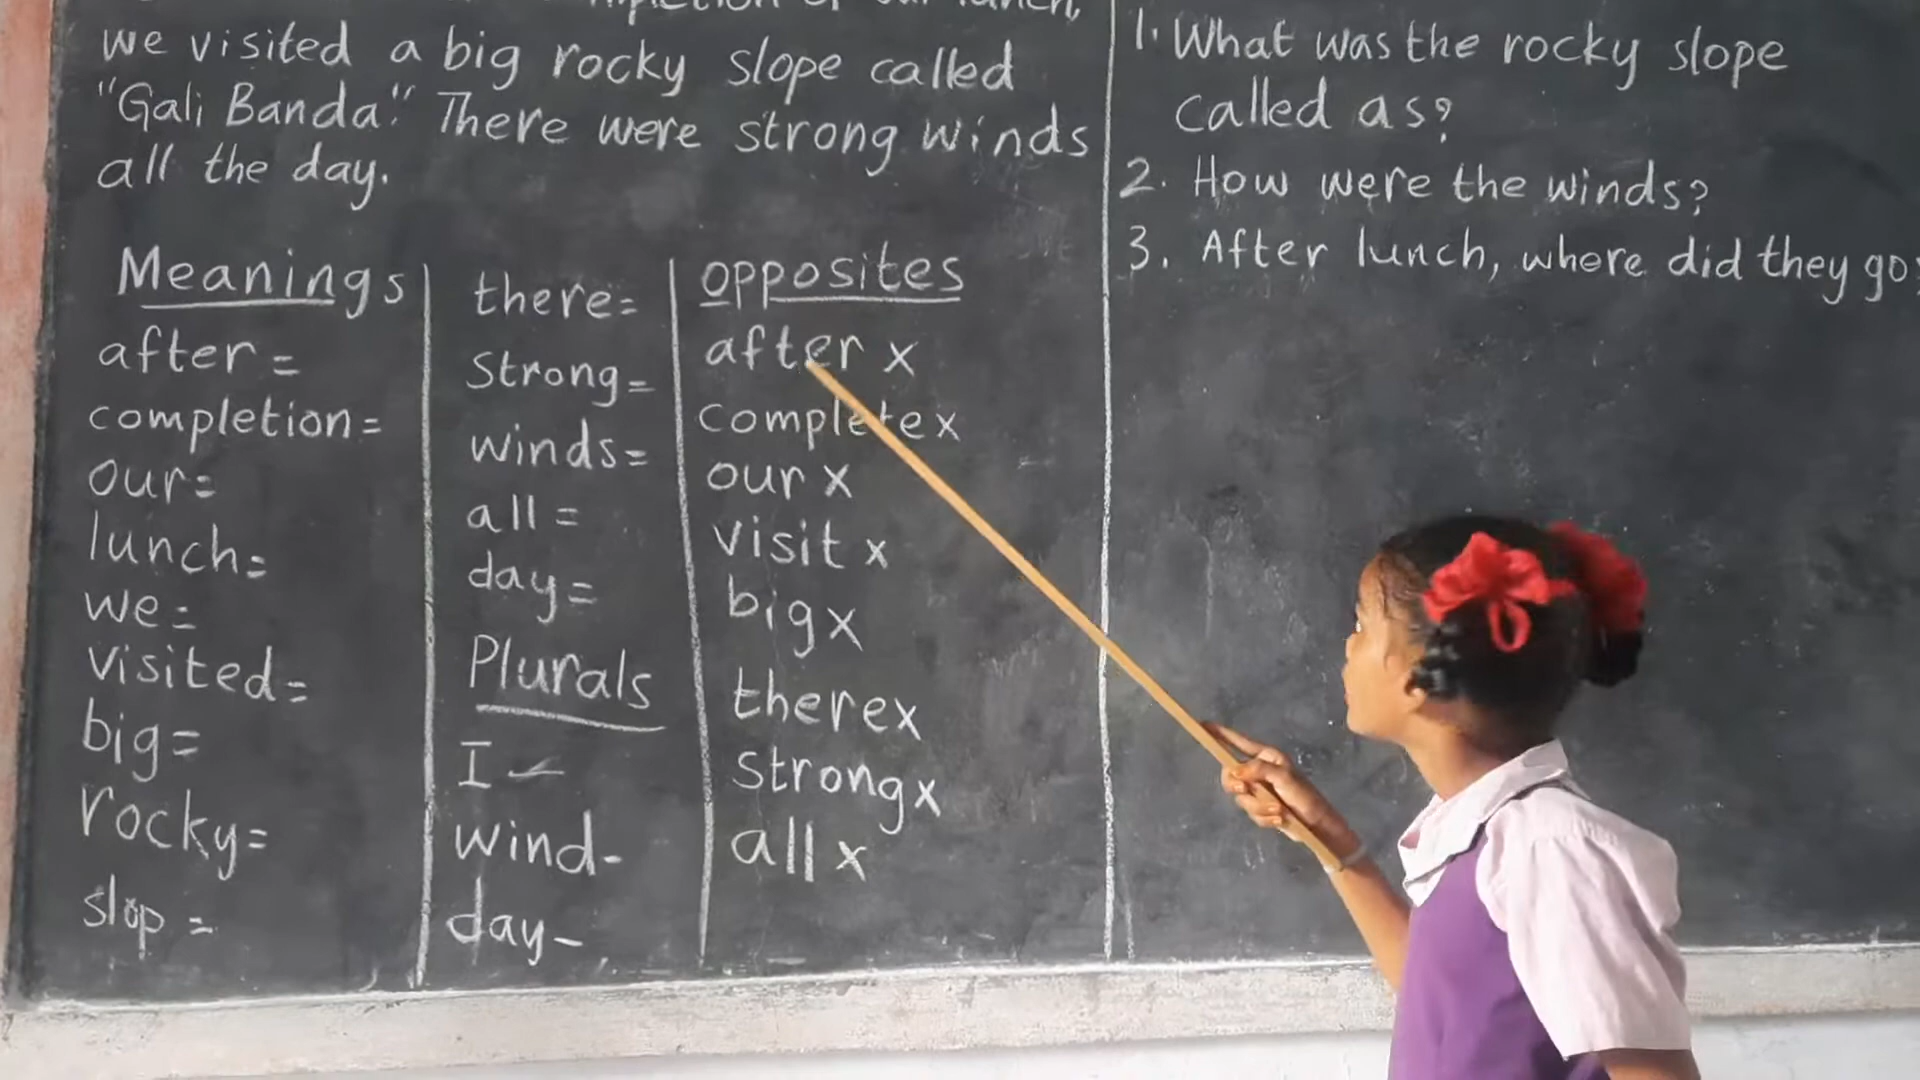 of our lunch,
we visited a big rocky slope called
"Gali Banda." There were strong winds
all the day.
Meanings
after =
completion =
our =
lunch =
we =
visited =
big =
rocky =
slop =
there =
strong =
winds =
all =
day =
Plurals
I -
wind -
day -
opposites
after x
complete x
our x
visit x
big x
there x
strong x
all x
1. What was the rocky slope
called as?
2. How were the winds?
3. After lunch, where did they go?